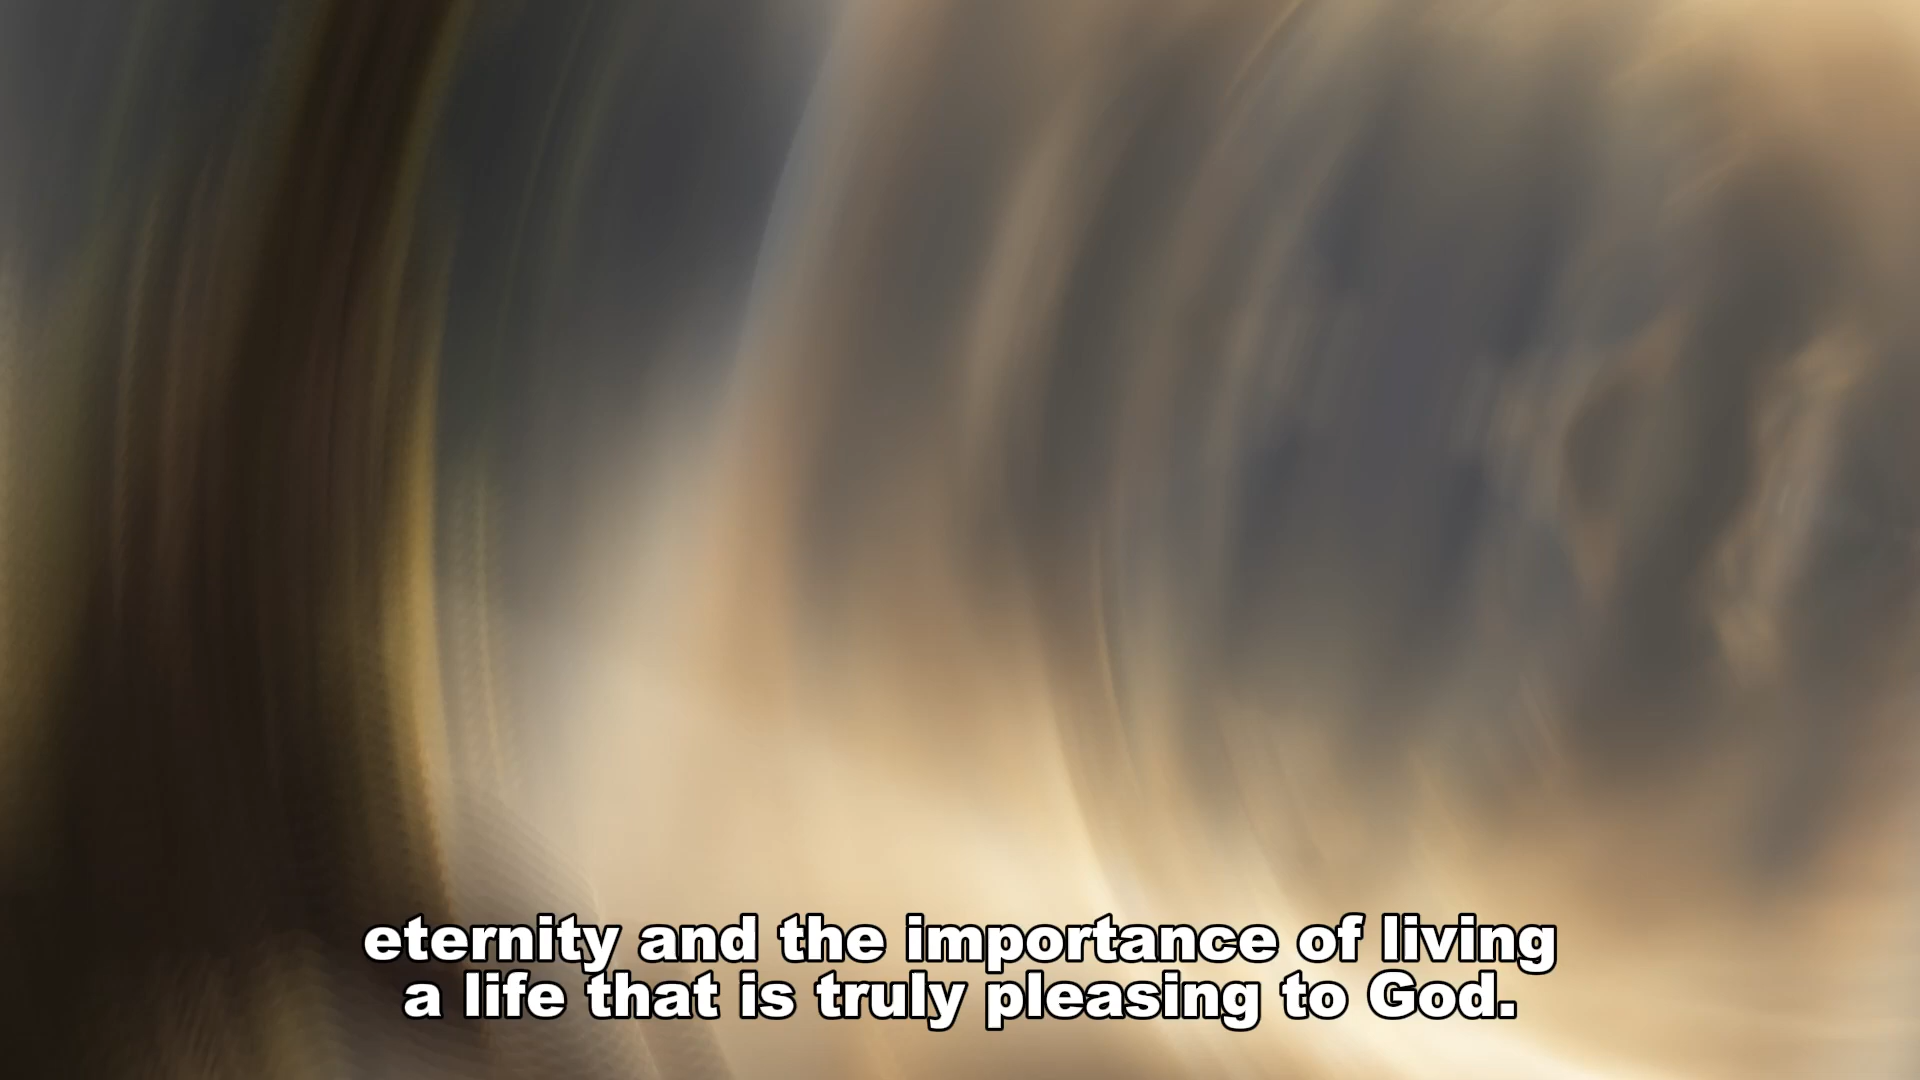 eternity and the importance of living
a life that is truly pleasing to God.